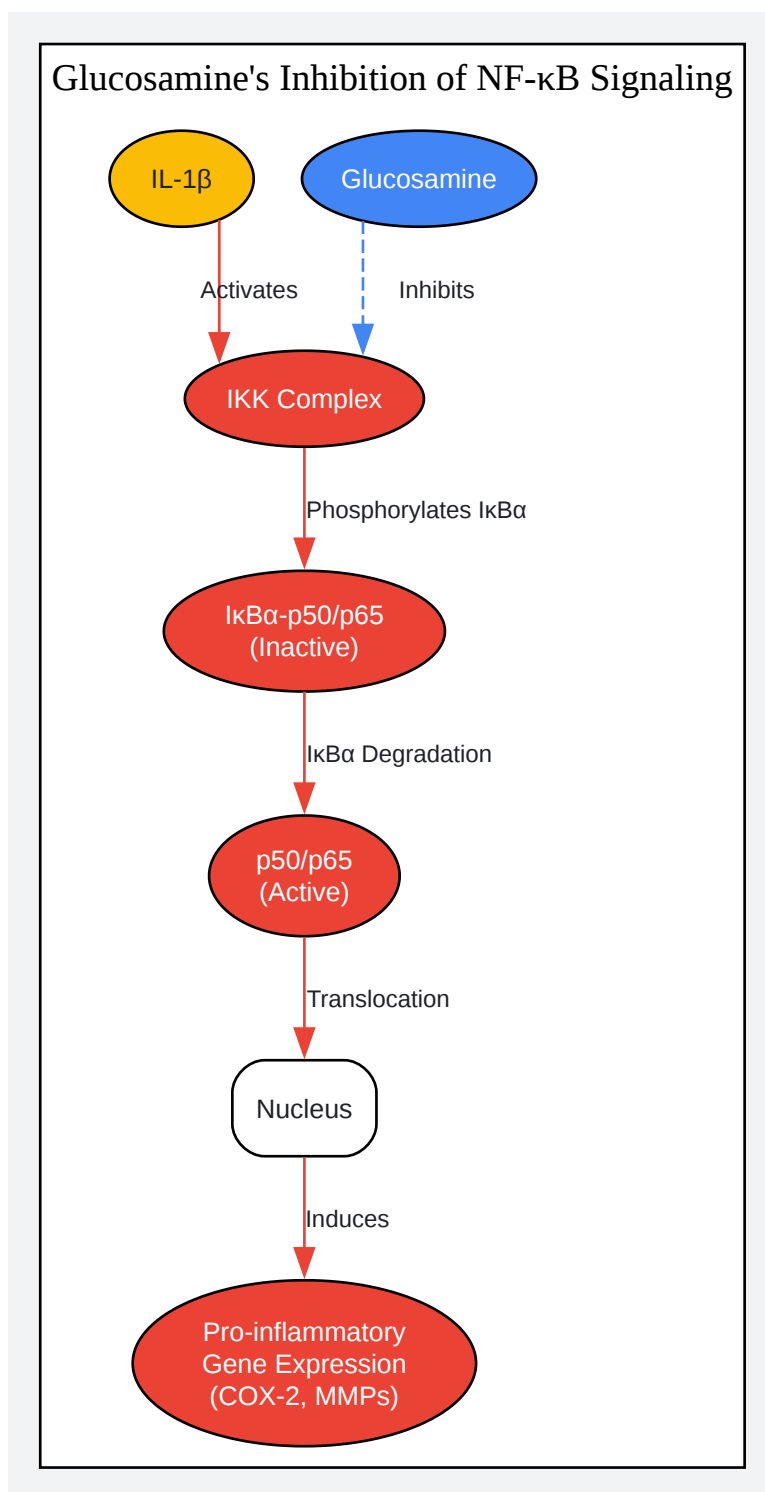 Glucosamine's Inhibition of NF-κB Signaling
IL-1β
Glucosamine
Activates
Inhibits
IKK Complex
Phosphorylates IκBα
IκBα-p50/p65
(Inactive)
IκBα Degradation
p50/p65
(Active)
Translocation
Nucleus
Induces
Pro-inflammatory
Gene Expression
(COX-2, MMPs)